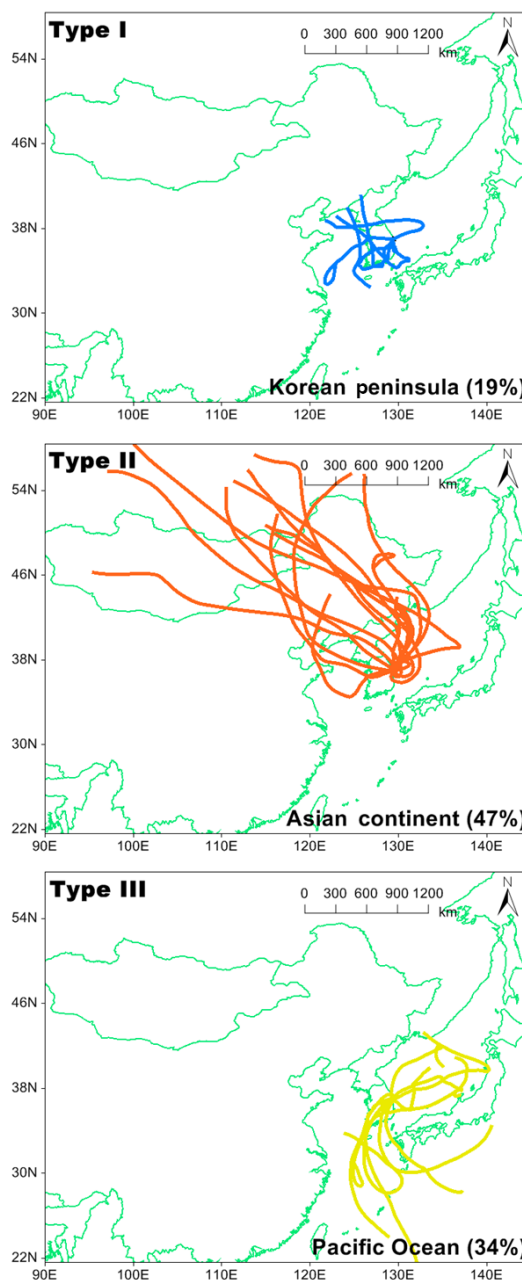 Type I
N
0 300 600 900 1200
km
54N
46N
38N
30N
22N
Korean peninsula (19%)
90E 100E 110E 120E 130E 140E
Type II
N
0 300 600 900 1200
km
54N
46N
38N
30N
22N
Asian continent (47%)
90E 100E 110E 120E 130E 140E
Type III
N
0 300 600 900 1200
km
54N
46N
38N
30N
22N
Pacific Ocean (34%)
90E 100E 110E 120E 130E 140E